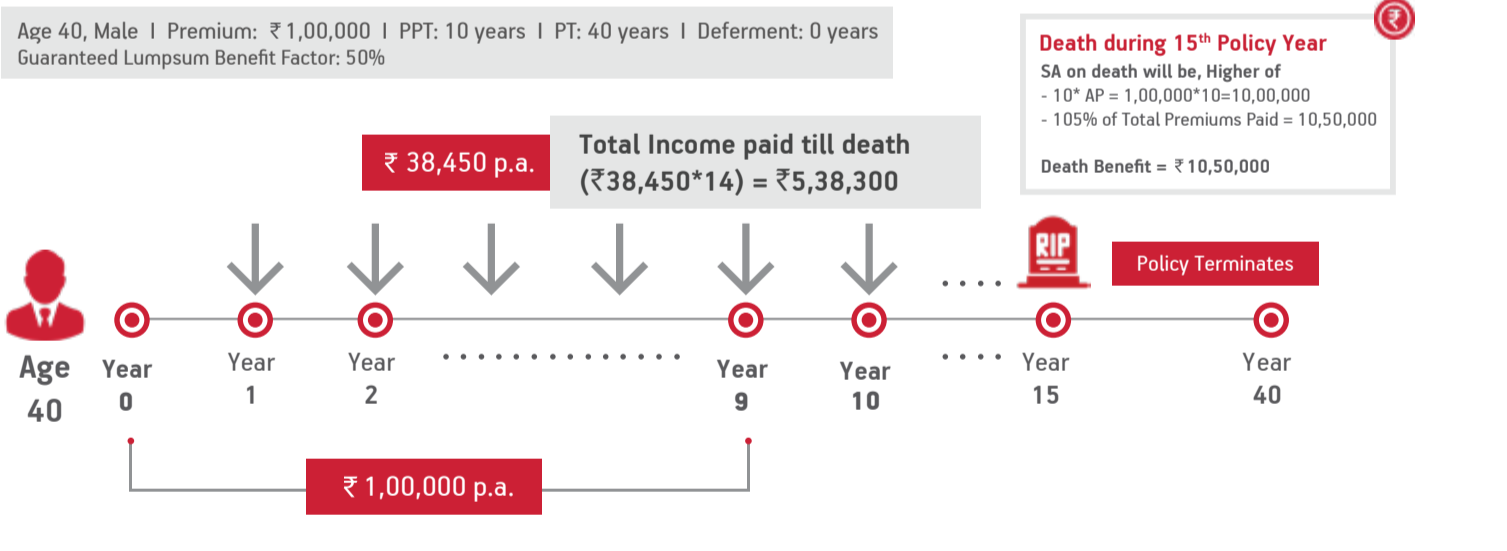 Age 40, Male I Premium: ₹1,00,000 I PPT: 10 years I PT: 40 years I Deferment: 0 years
Guaranteed Lumpsum Benefit Factor: 50%
₹
Death during 15th Policy Year
SA on death will be, Higher of
- 10* AP = 1,00,000*10=10,00,000
- 105% of Total Premiums Paid = 10,50,000
Death Benefit = ₹10,50,000
₹ 38,450 p.a.
Total Income paid till death
(₹38,450*14) = ₹5,38,300
RIP
Policy Terminates
Age
40
Year
0
Year
1
Year
2
Year
9
Year
10
Year
15
Year
40
₹ 1,00,000 p.a.